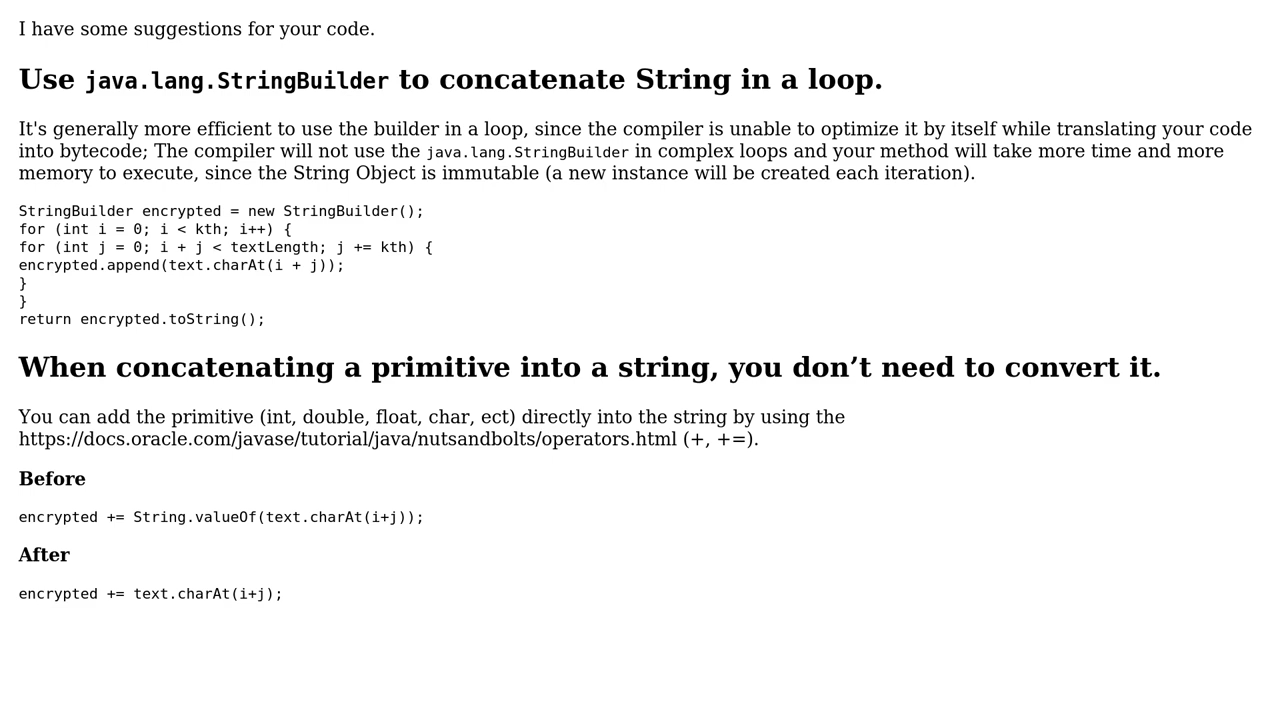 I have some suggestions for your code.
Use java.lang.StringBuilder to concatenate String in a loop.
It's generally more efficient to use the builder in a loop, since the compiler is unable to optimize it by itself while translating your code
into bytecode; The compiler will not use the java.lang.StringBuilder in complex loops and your method will take more time and more
memory to execute, since the String Object is immutable (a new instance will be created each iteration).
StringBuilder encrypted = new StringBuilder();
for (int i = 0; i < kth; i++) {
for (int j = 0; i + j < textLength; j += kth) {
encrypted.append(text.charAt(i + j));
}
}
return encrypted.toString();
When concatenating a primitive into a string, you don’t need to convert it.
You can add the primitive (int, double, float, char, ect) directly into the string by using the
https://docs.oracle.com/javase/tutorial/java/nutsandbolts/operators.html (+, +=).
Before
encrypted += String.valueOf(text.charAt(i+j));
After
encrypted += text.charAt(i+j);